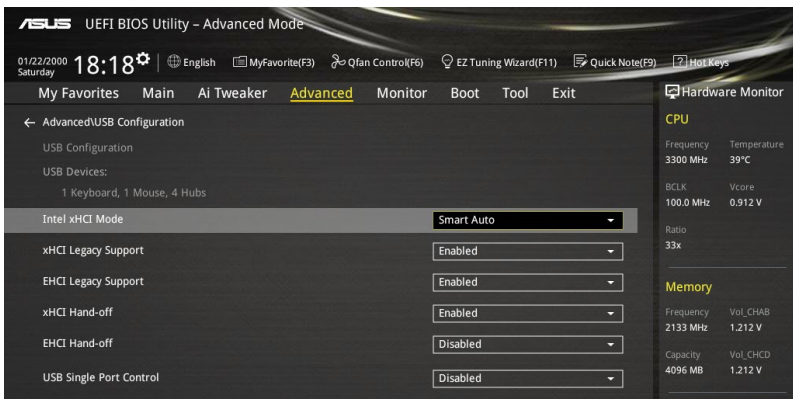 ASUS UEFI BIOS Utility – Advanced Mode
01/22/2000 Saturday 18:18 English MyFavorite(F3) Qfan Control(F6) EZ Tuning Wizard(F11) Quick Note(F9) ? Hot Keys
My Favorites Main Ai Tweaker Advanced Monitor Boot Tool Exit
← Advanced\USB Configuration
USB Configuration
USB Devices:
1 Keyboard, 1 Mouse, 4 Hubs
Intel xHCI Mode Smart Auto
xHCI Legacy Support Enabled
EHCI Legacy Support Enabled
xHCI Hand-off Enabled
EHCI Hand-off Disabled
USB Single Port Control Disabled
Hardware Monitor
CPU
Frequency Temperature
3300 MHz 39°C
BCLK Vcore
100.0 MHz 0.912 V
Ratio
33x
Memory
Frequency Vol_CHAB
2133 MHz 1.212 V
Capacity Vol_CHCD
4096 MB 1.212 V